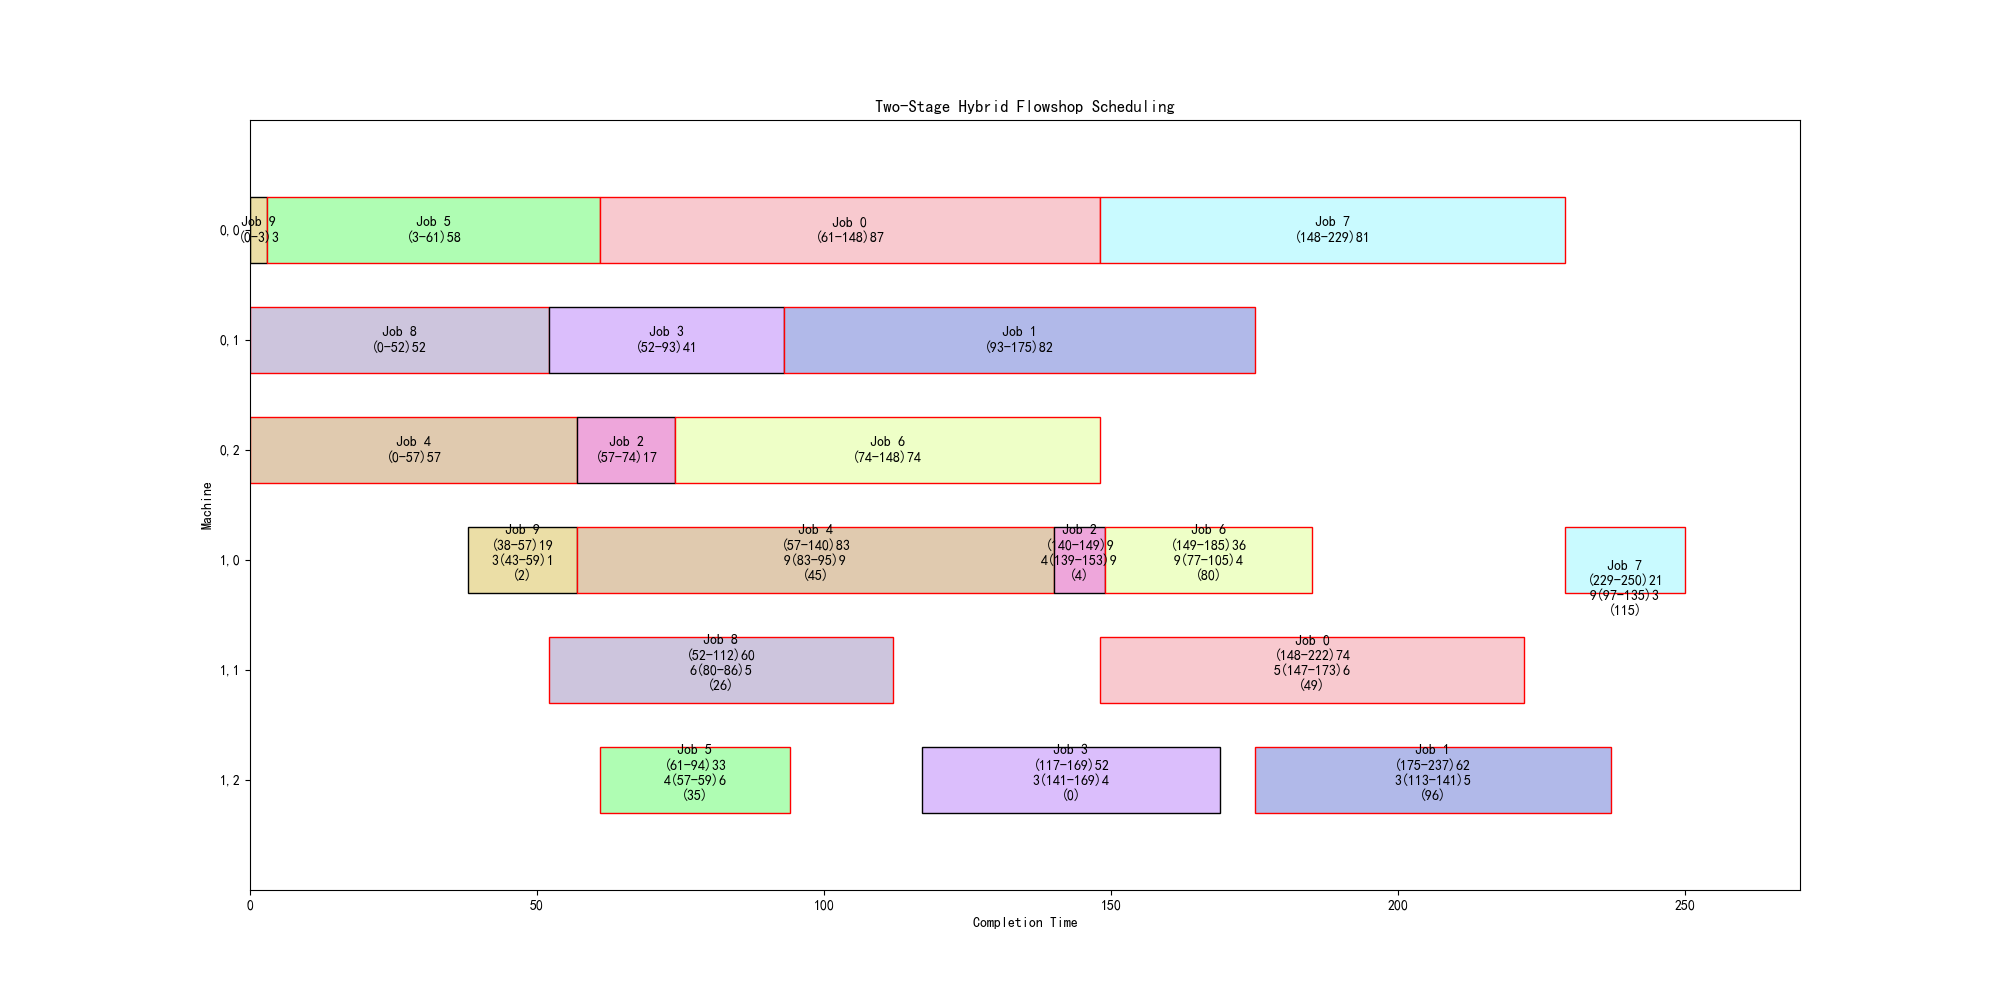 Two-Stage Hybrid Flowshop Scheduling
Machine
0,0
Job 9
(0-3)3
Job 5
(3-61)58
Job 0
(61-148)87
Job 7
(148-229)81
0,1
Job 8
(0-52)52
Job 3
(52-93)41
Job 1
(93-175)82
0,2
Job 4
(0-57)57
Job 2
(57-74)17
Job 6
(74-148)74
1,0
Job 9
(38-57)19
3(43-59)1
(2)
Job 4
(57-140)83
9(83-95)9
(45)
Job 2
(140-149)9
4(139-153)9
(4)
Job 6
(149-185)36
9(77-105)4
(80)
Job 7
(229-250)21
9(97-135)3
(115)
1,1
Job 8
(52-112)60
6(80-86)5
(26)
Job 0
(148-222)74
5(147-173)6
(49)
1,2
Job 5
(61-94)33
4(57-59)6
(35)
Job 3
(117-169)52
3(141-169)4
(0)
Job 1
(175-237)62
3(113-141)5
(96)
0 50 100 150 200 250
Completion Time